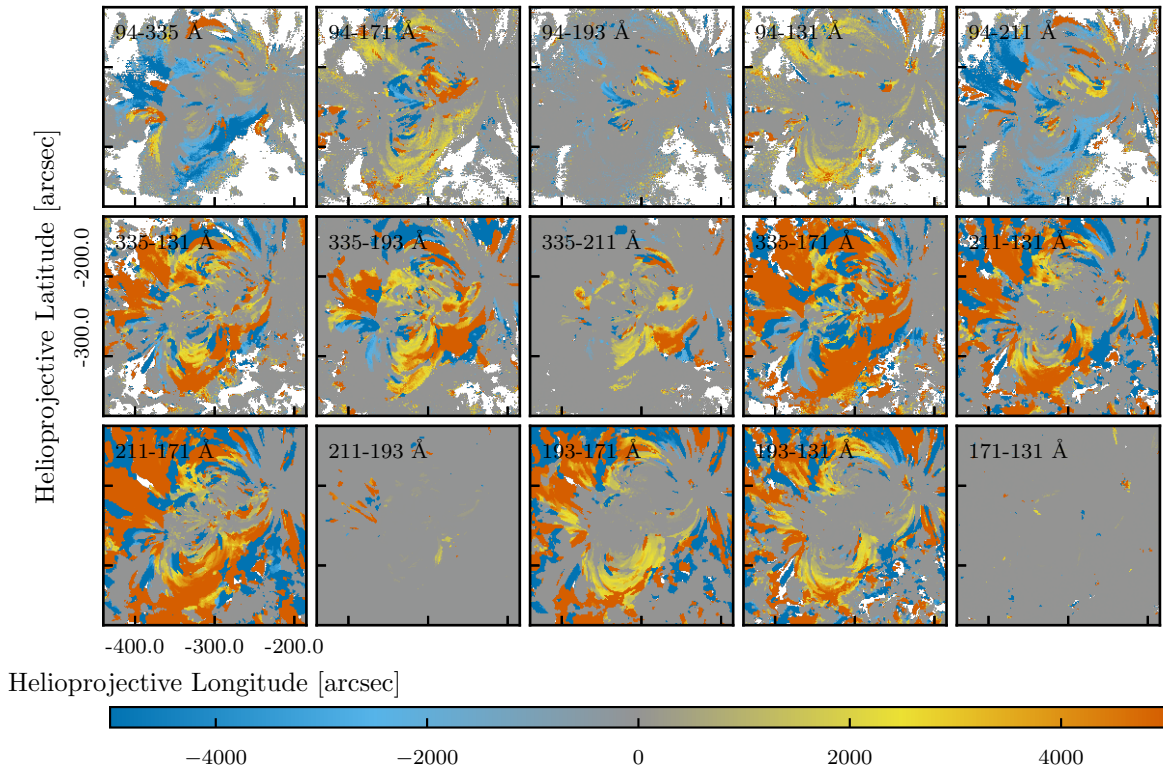 94-335 Å
94-171 Å
94-193 Å
94-131 Å
94-211 Å
335-131 Å
335-193 Å
335-211 Å
335-171 Å
211-131 Å
211-171 Å
211-193 Å
193-171 Å
193-131 Å
171-131 Å
Helioprojective Latitude [arcsec]
-200.0
-300.0
-400.0 -300.0 -200.0
Helioprojective Longitude [arcsec]
−4000 −2000 0 2000 4000